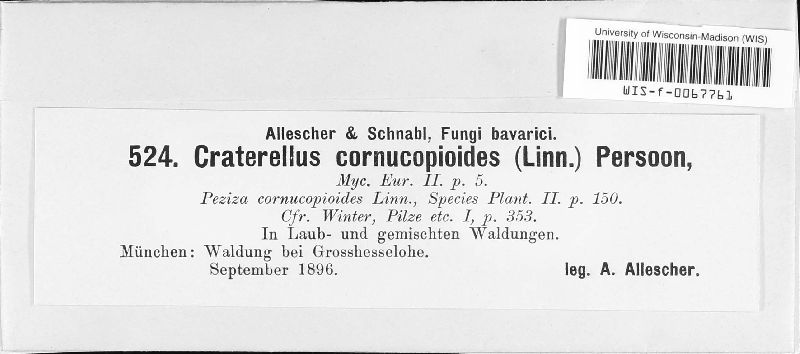 University of Wisconsin-Madison (WIS)
WIS-f-0067761
Allescher & Schnabl, Fungi bavarici.
524. Craterellus cornucopioides (Linn.) Persoon,
Myc. Eur. II. p. 5.
Peziza cornucopioides Linn., Species Plant. II. p. 150.
Cfr. Winter, Pilze etc. I, p. 353.
In Laub- und gemischten Waldungen.
München: Waldung bei Grosshesselohe.
September 1896. leg. A. Allescher.